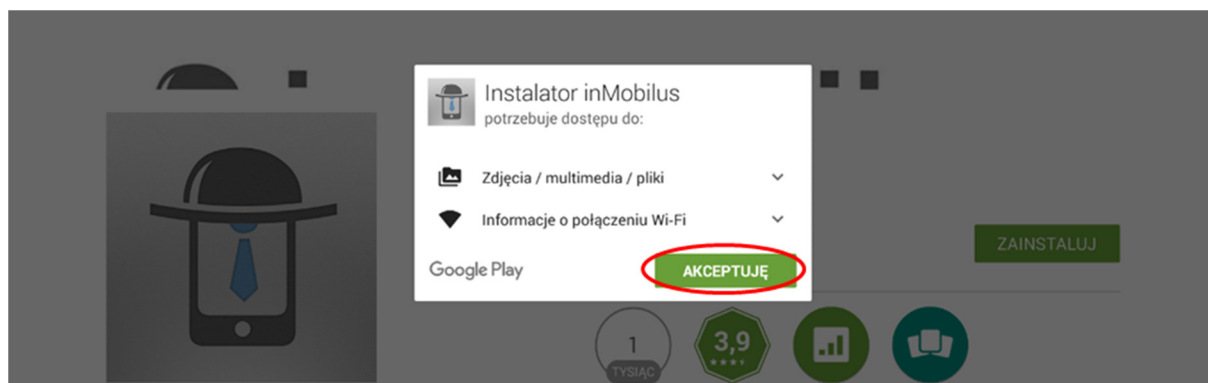 Instalator inMobilus
potrzebuje dostępu do:
Zdjęcia / multimedia / pliki
Informacje o połączeniu Wi-Fi
Google Play
AKCEPTUJĘ
ZAINSTALUJ
1
TYSIĄC
3,9